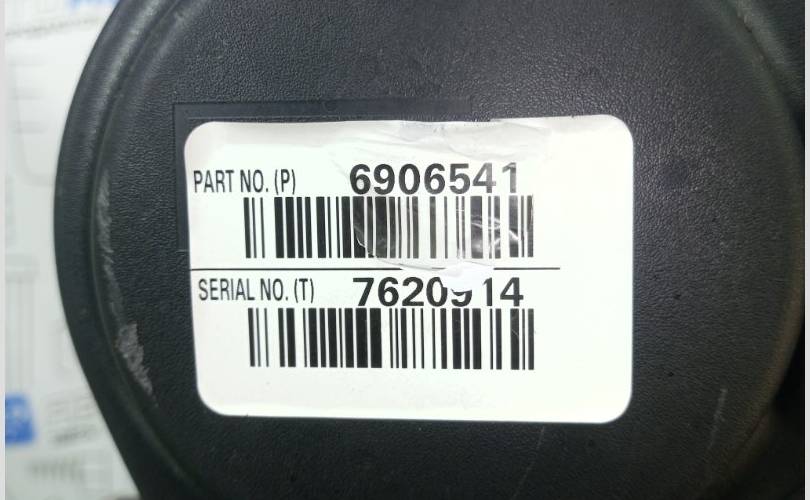 PART NO. (P) 6906541
SERIAL NO. (T) 7620914